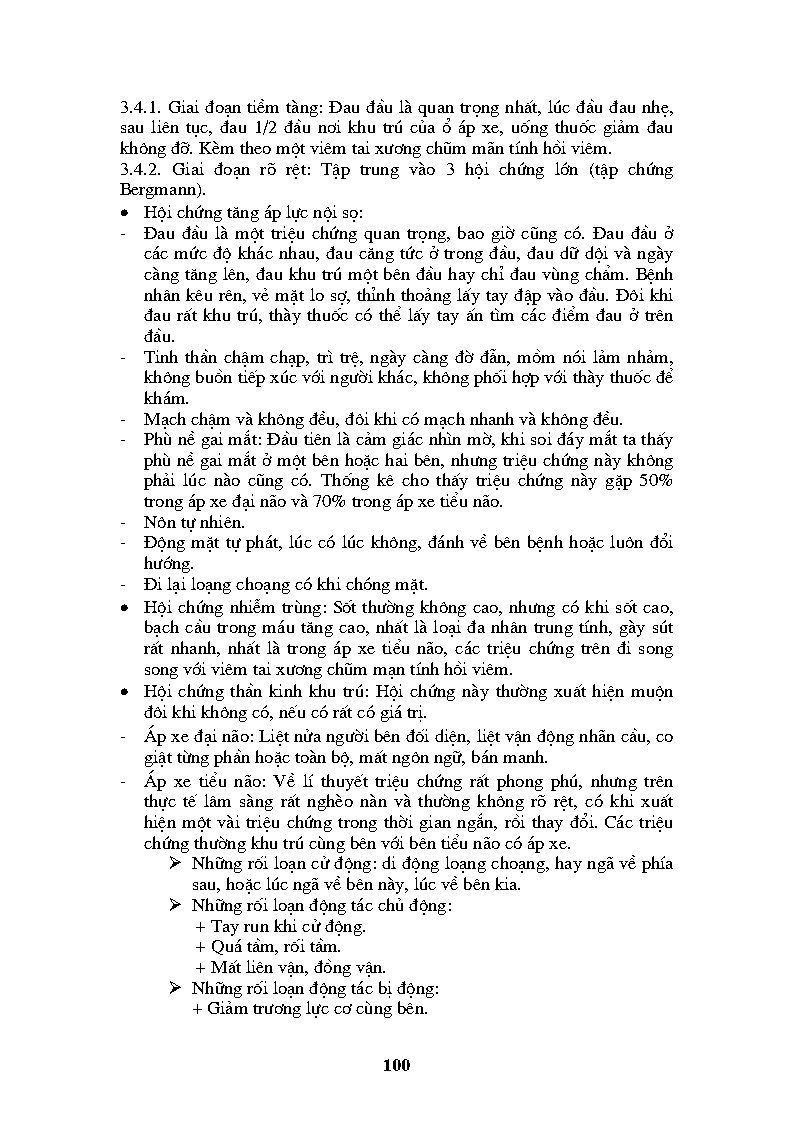 3.4.1. Giai đoạn tiềm tàng: Đau đầu là quan trọng nhất, lúc đầu đau nhẹ,
sau liên tục, đau 1/2 đầu nơi khu trú của ổ áp xe, uống thuốc giảm đau
không đỡ. Kèm theo một viêm tai xương chũm mãn tính hồi viêm.
3.4.2. Giai đoạn rõ rệt: Tập trung vào 3 hội chứng lớn (tập chứng
Bergmann).
• Hội chứng tăng áp lực nội sọ:
- Đau đầu là một triệu chứng quan trọng, bao giờ cũng có. Đau đầu ở
các mức độ khác nhau, đau căng tức ở trong đầu, đau dữ dội và ngày
càng tăng lên, đau khu trú một bên đầu hay chỉ đau vùng chẩm. Bệnh
nhân kêu rên, vẻ mặt lo sợ, thỉnh thoảng lấy tay đập vào đầu. Đôi khi
đau rất khu trú, thày thuốc có thể lấy tay ấn tìm các điểm đau ở trên
đầu.
- Tinh thần chậm chạp, trì trệ, ngày càng đờ đẫn, mồm nói lảm nhảm,
không buồn tiếp xúc với người khác, không phối hợp với thày thuốc để
khám.
- Mạch chậm và không đều, đôi khi có mạch nhanh và không đều.
- Phù nề gai mắt: Đầu tiên là cảm giác nhìn mờ, khi soi đáy mắt ta thấy
phù nề gai mắt ở một bên hoặc hai bên, nhưng triệu chứng này không
phải lúc nào cũng có. Thống kê cho thấy triệu chứng này gặp 50%
trong áp xe đại não và 70% trong áp xe tiểu não.
- Nôn tự nhiên.
- Động mặt tự phát, lúc có lúc không, đánh về bên bệnh hoặc luôn đổi
hướng.
- Đi lại loạng choạng có khi chóng mặt.
• Hội chứng nhiễm trùng: Sốt thường không cao, nhưng có khi sốt cao,
bạch cầu trong máu tăng cao, nhất là loại đa nhân trung tính, gày sút
rất nhanh, nhất là trong áp xe tiểu não, các triệu chứng trên đi song
song với viêm tai xương chũm mạn tính hồi viêm.
• Hội chứng thần kinh khu trú: Hội chứng này thường xuất hiện muộn
đôi khi không có, nếu có rất có giá trị.
- Áp xe đại não: Liệt nửa người bên đối diện, liệt vận động nhãn cầu, co
giật từng phần hoặc toàn bộ, mất ngôn ngữ, bán manh.
- Áp xe tiểu não: Về lí thuyết triệu chứng rất phong phú, nhưng trên
thực tế lâm sàng rất nghèo nàn và thường không rõ rệt, có khi xuất
hiện một vài triệu chứng trong thời gian ngắn, rồi thay đổi. Các triệu
chứng thường khu trú cùng bên với bên tiểu não có áp xe.
➢ Những rối loạn cử động: di động loạng choạng, hay ngã về phía
sau, hoặc lúc ngã về bên này, lúc về bên kia.
➢ Những rối loạn động tác chủ động:
+ Tay run khi cử động.
+ Quá tầm, rối tầm.
+ Mất liên vận, đồng vận.
➢ Những rối loạn động tác bị động:
+ Giảm trương lực cơ cùng bên.
100